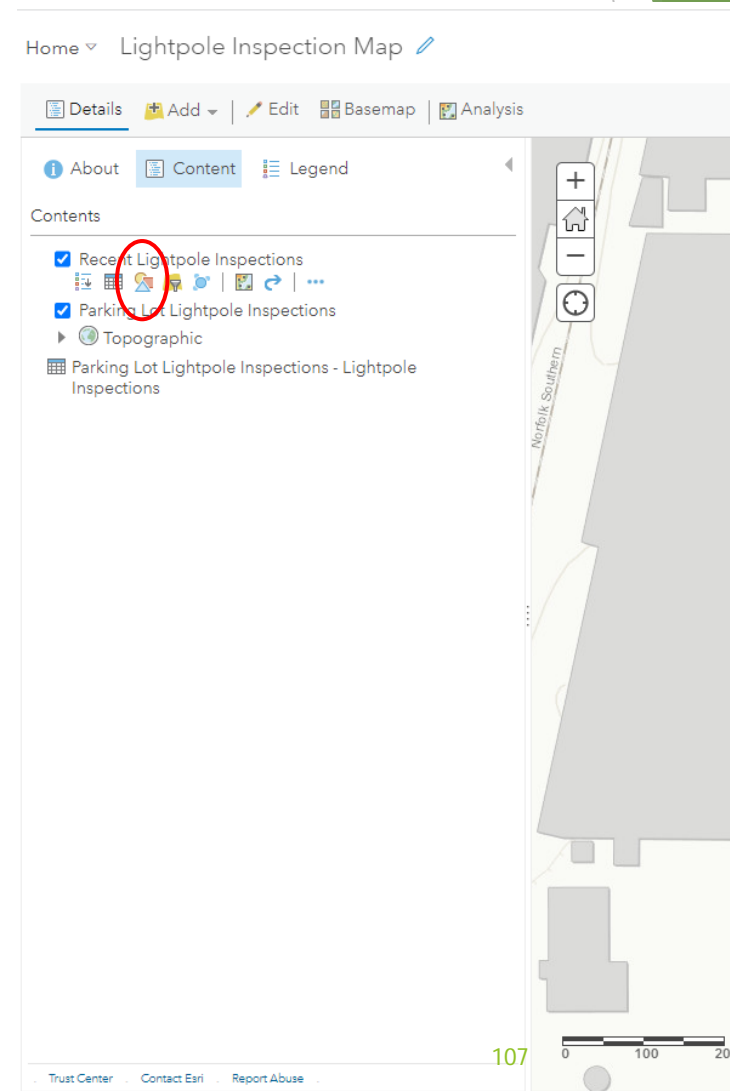 Home Lightpole Inspection Map
Details Add Edit Basemap Analysis
About Content Legend
Contents
Recent Lightpole Inspections
Parking Lot Lightpole Inspections
Topographic
Parking Lot Lightpole Inspections - Lightpole
Inspections
Norfolk Southern
107
0 100 20
Trust Center . Contact Esri . Report Abuse .